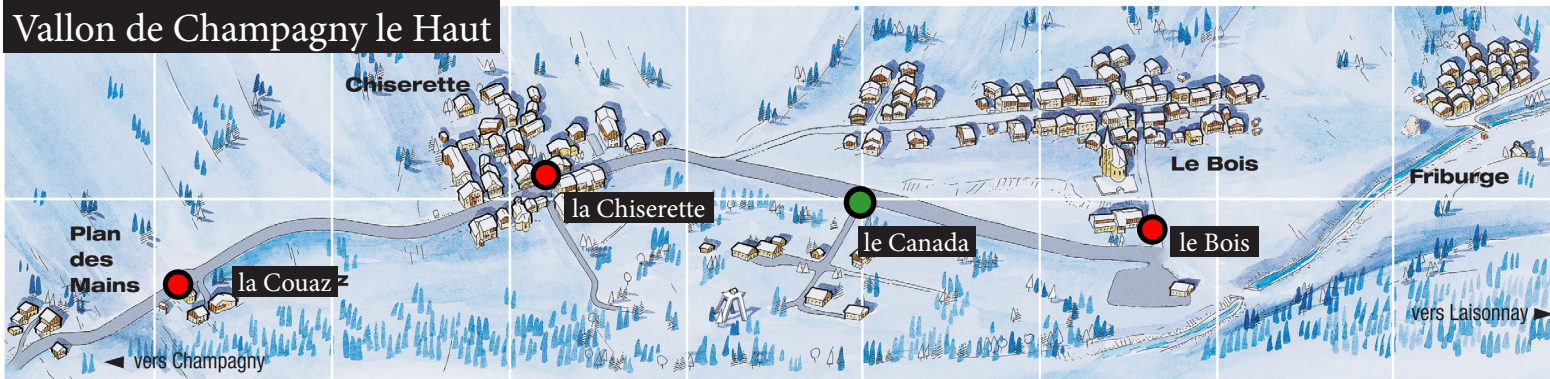 Vallon de Champagny le Haut
Chiserette
la Chiserette
Le Bois
Friburge
Plan
des
Mains
la Couaz
z
le Canada
le Bois
vers Laisonnay ►
◄ vers Champagny